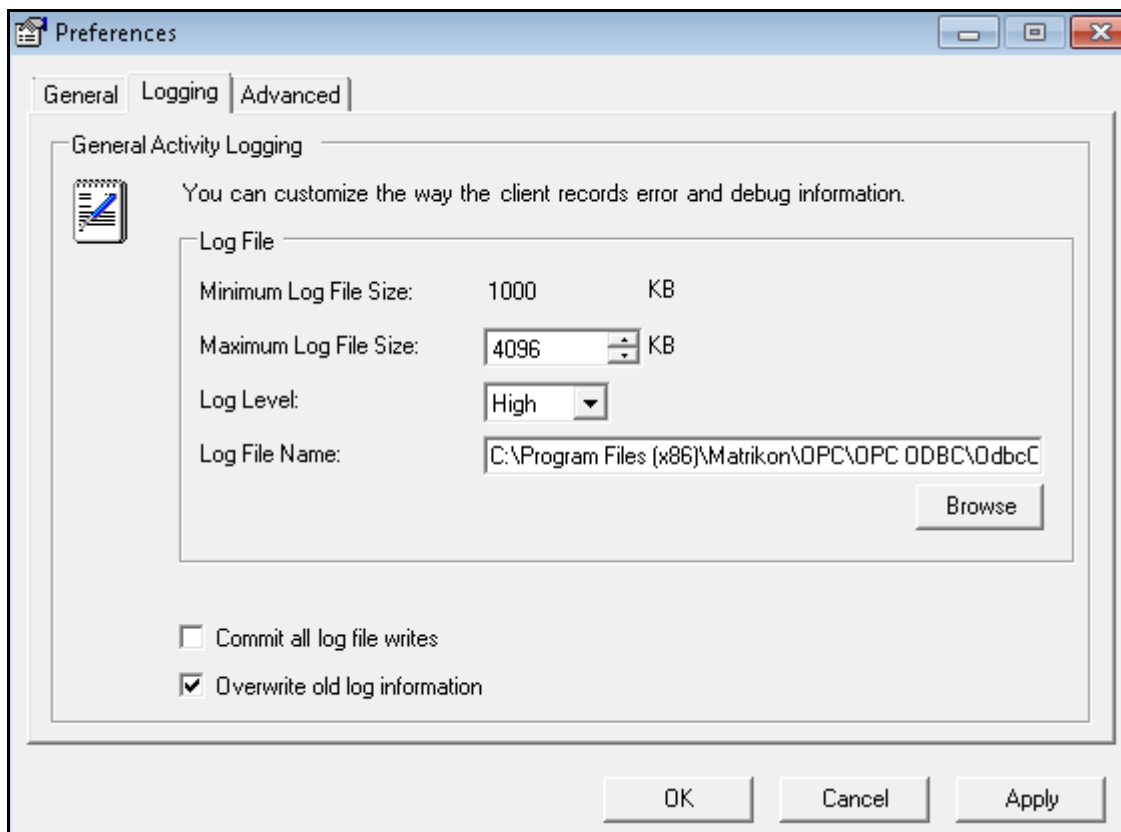 Preferences
General Logging Advanced
General Activity Logging
You can customize the way the client records error and debug information.
Log File
Minimum Log File Size: 1000 KB
Maximum Log File Size: 4096 KB
Log Level: High
Log File Name: C:\Program Files (x86)\Matrikon\OPC\OPC ODBC\OdbcC
Browse
Commit all log file writes
Overwrite old log information
OK Cancel Apply